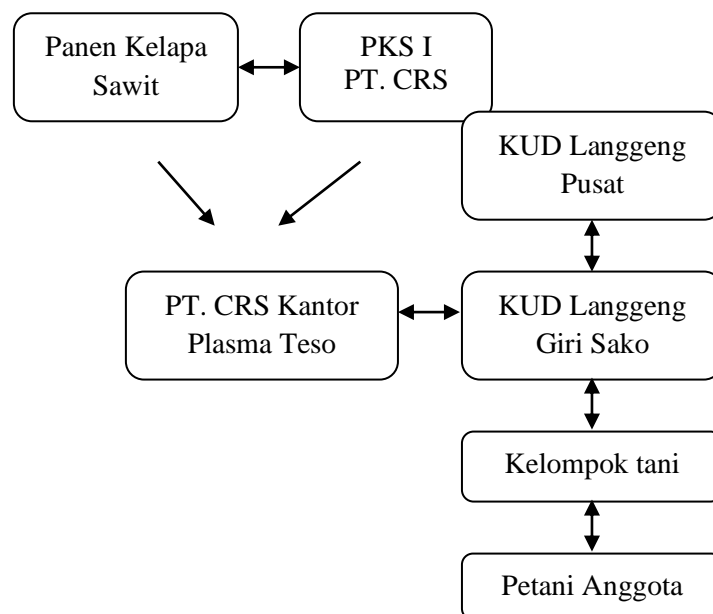 Panen Kelapa
Sawit
PKS I
PT. CRS
KUD Langgeng
Pusat
PT. CRS Kantor
Plasma Teso
KUD Langgeng
Giri Sako
Kelompok tani
Petani Anggota